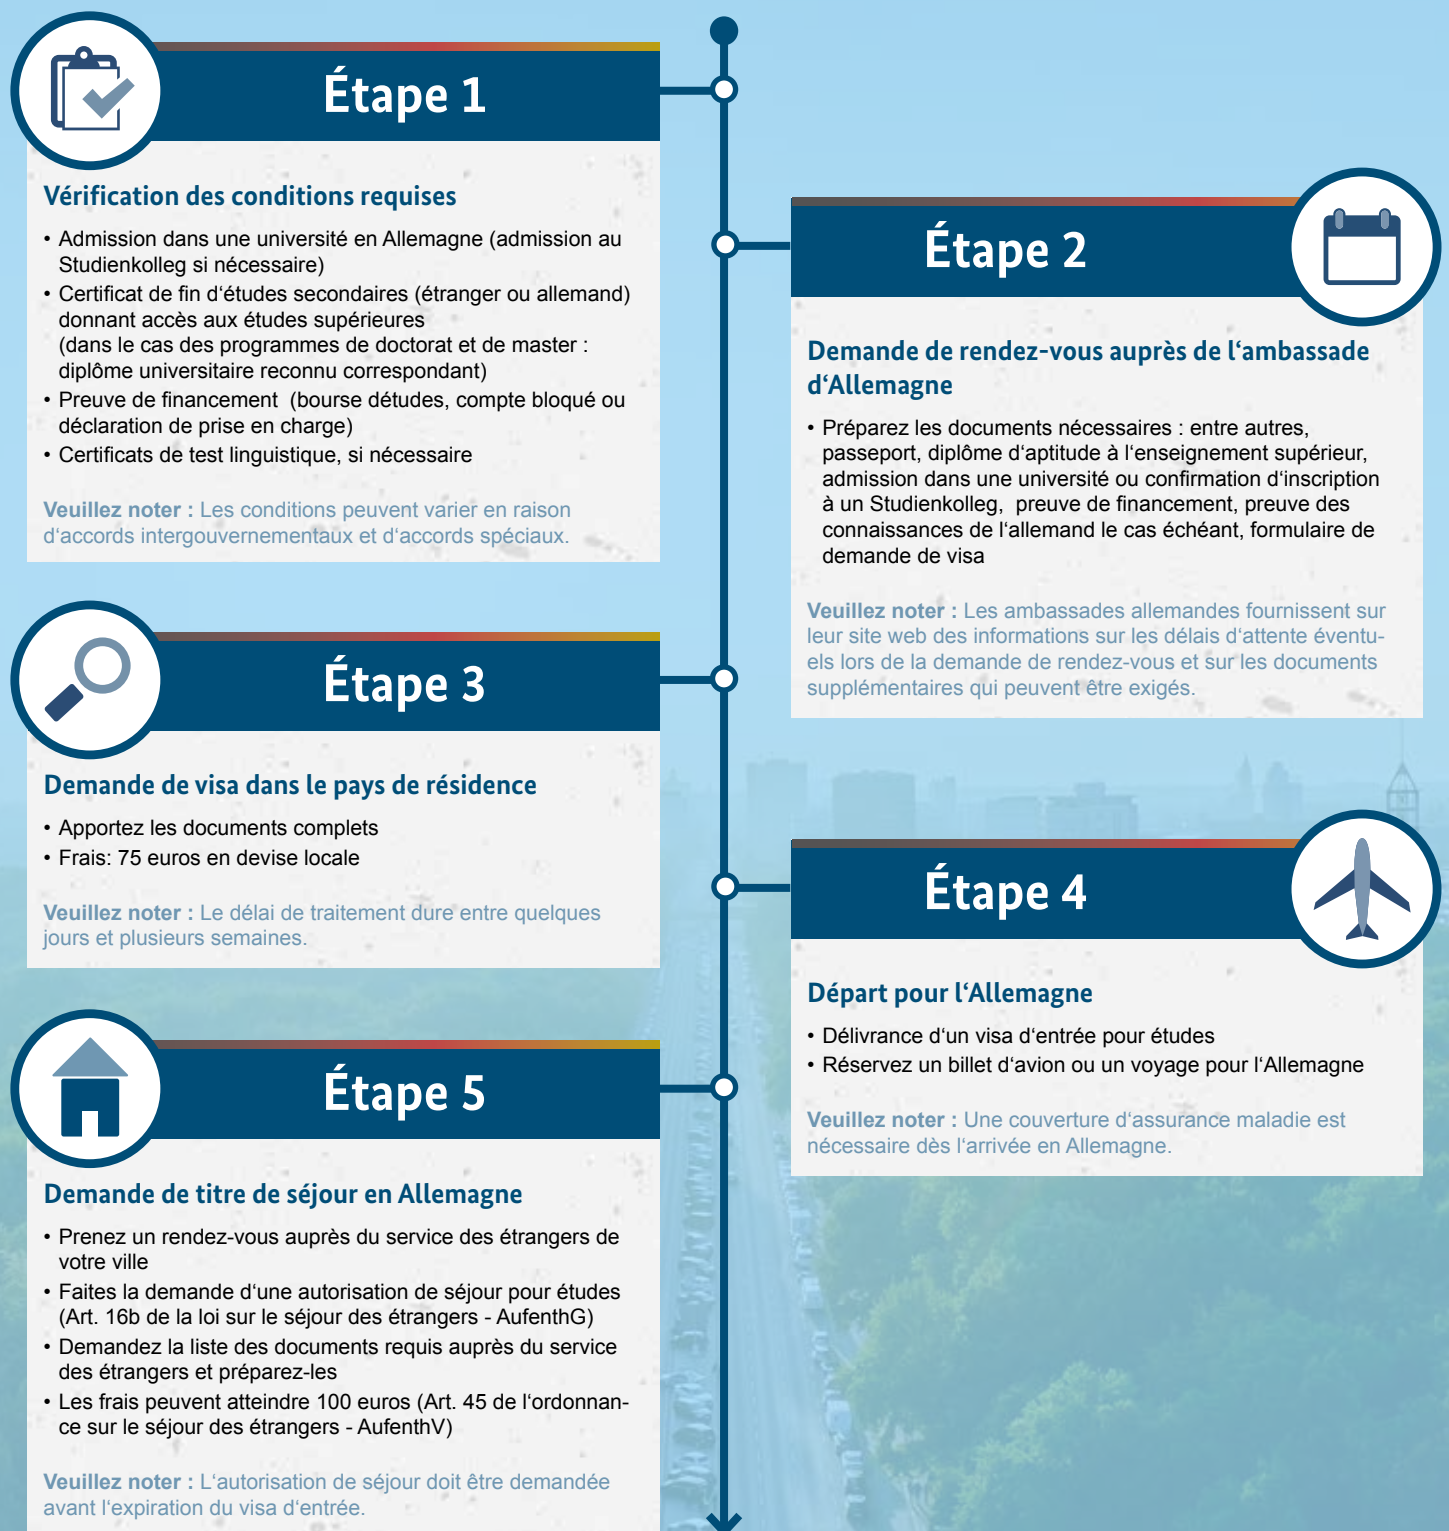 Étape 1
Vérification des conditions requises
• Admission dans une université en Allemagne (admission au
Studienkolleg si nécessaire)
• Certificat de fin d‘études secondaires (étranger ou allemand)
donnant accès aux études supérieures
(dans le cas des programmes de doctorat et de master :
diplôme universitaire reconnu correspondant)
• Preuve de financement (bourse détudes, compte bloqué ou
déclaration de prise en charge)
• Certificats de test linguistique, si nécessaire
Veuillez noter : Les conditions peuvent varier en raison
d‘accords intergouvernementaux et d‘accords spéciaux.
Étape 2
Demande de rendez-vous auprès de l‘ambassade
d‘Allemagne
• Préparez les documents nécessaires : entre autres,
passeport, diplôme d‘aptitude à l‘enseignement supérieur,
admission dans une université ou confirmation d‘inscription
à un Studienkolleg, preuve de financement, preuve des
connaissances de l‘allemand le cas échéant, formulaire de
demande de visa
Veuillez noter : Les ambassades allemandes fournissent sur
leur site web des informations sur les délais d‘attente éventu-
els lors de la demande de rendez-vous et sur les documents
supplémentaires qui peuvent être exigés.
Étape 3
Demande de visa dans le pays de résidence
• Apportez les documents complets
• Frais: 75 euros en devise locale
Veuillez noter : Le délai de traitement dure entre quelques
jours et plusieurs semaines.
Étape 4
Départ pour l‘Allemagne
• Délivrance d‘un visa d‘entrée pour études
• Réservez un billet d‘avion ou un voyage pour l‘Allemagne
Veuillez noter : Une couverture d‘assurance maladie est
nécessaire dès l‘arrivée en Allemagne.
Étape 5
Demande de titre de séjour en Allemagne
• Prenez un rendez-vous auprès du service des étrangers de
votre ville
• Faites la demande d‘une autorisation de séjour pour études
(Art. 16b de la loi sur le séjour des étrangers - AufenthG)
• Demandez la liste des documents requis auprès du service
des étrangers et préparez-les
• Les frais peuvent atteindre 100 euros (Art. 45 de l‘ordonnan-
ce sur le séjour des étrangers - AufenthV)
Veuillez noter : L‘autorisation de séjour doit être demandée
avant l‘expiration du visa d‘entrée.